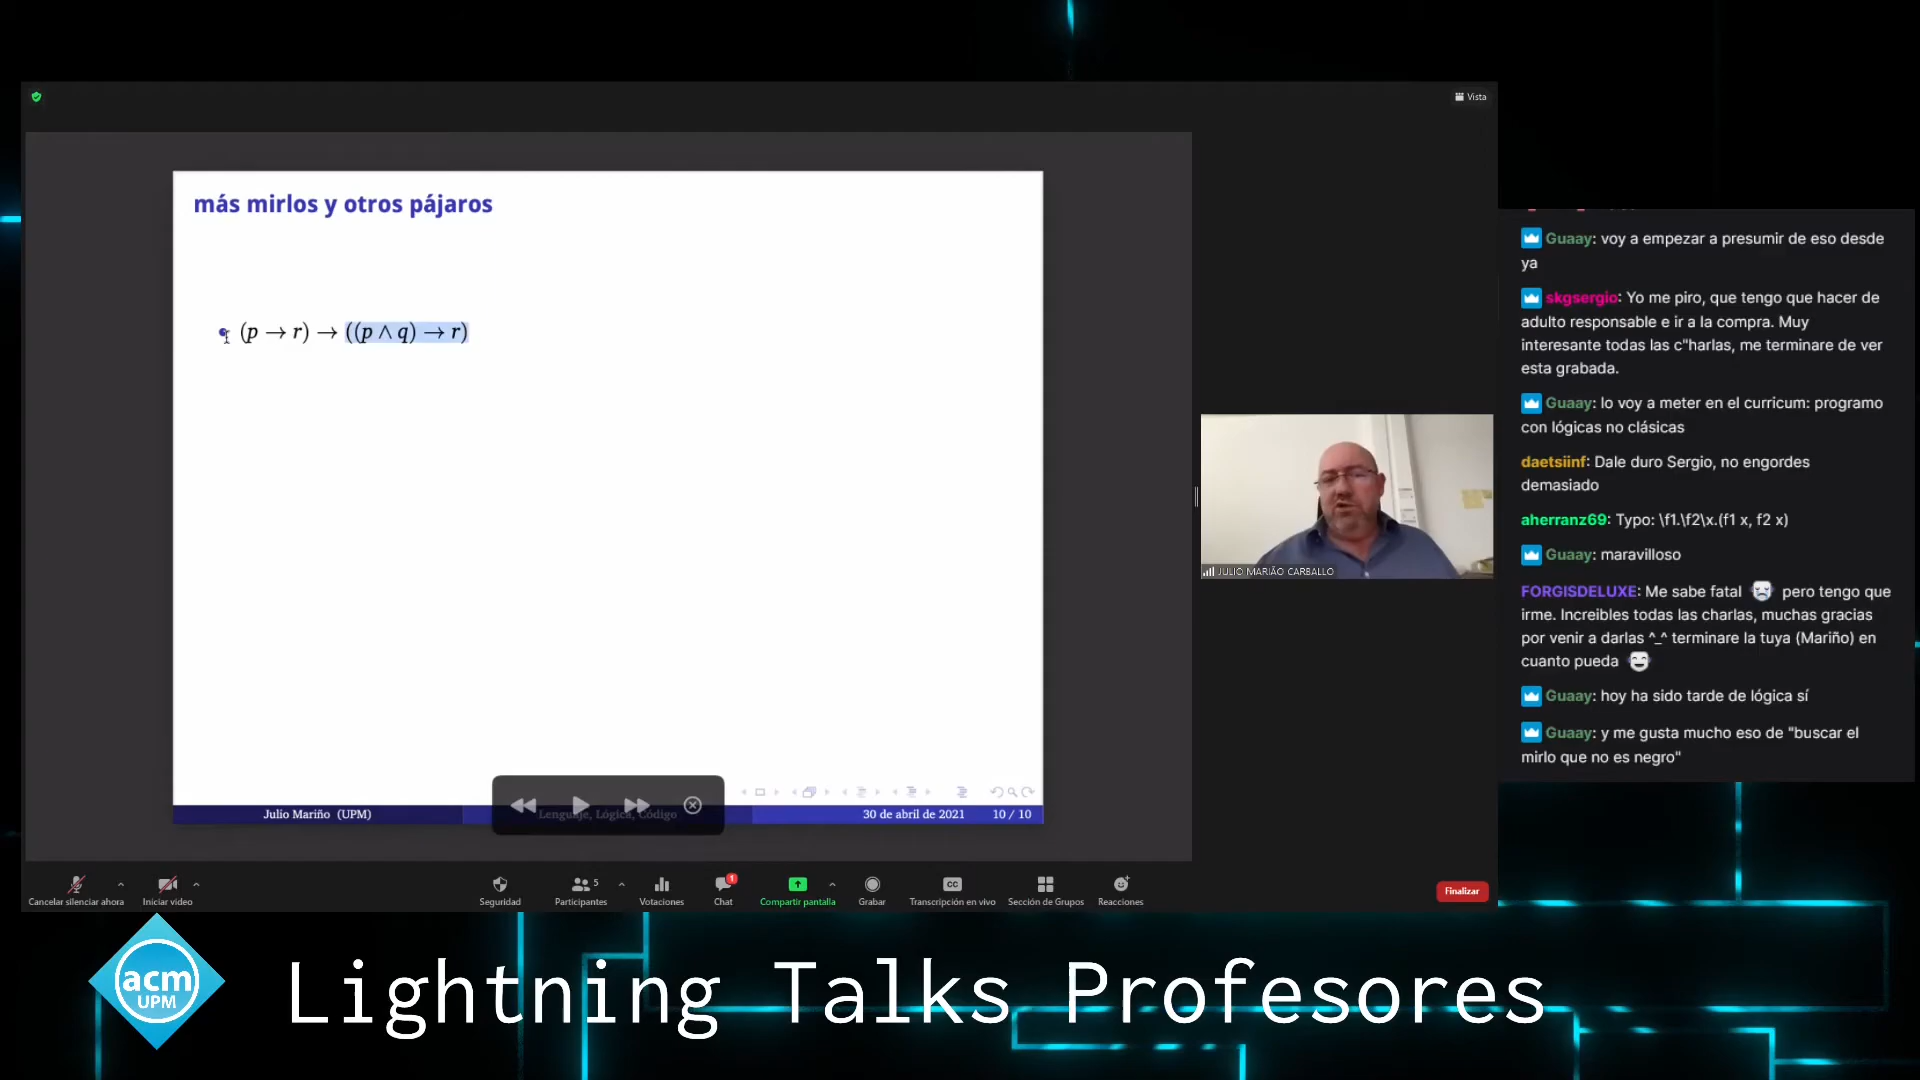 Vista
más mirlos y otros pájaros
(p → r) → ((p ∧ q) → r)
Julio Mariño (UPM)
Lenguaje, Lógica, Código
30 de abril de 2021
10 / 10
JULIO MARIÃO CARBALLO
Guaay: voy a empezar a presumir de eso desde
ya
skgsergio: Yo me piro, que tengo que hacer de
adulto responsable e ir a la compra. Muy
interesante todas las c"harlas, me terminare de ver
esta grabada.
Guaay: lo voy a meter en el curricum: programo
con lógicas no clásicas
daetsiinf: Dale duro Sergio, no engordes
demasiado
aherranz69: Typo: \f1.\f2\x.(f1 x, f2 x)
Guaay: maravilloso
FORGISDELUXE: Me sabe fatal pero tengo que
irme. Increibles todas las charlas, muchas gracias
por venir a darlas ^_^ terminare la tuya (Mariño) en
cuanto pueda
Guaay: hoy ha sido tarde de lógica sí
Guaay: y me gusta mucho eso de "buscar el
mirlo que no es negro"
Cancelar silenciar ahora
Iniciar video
Seguridad
5
Participantes
Votaciones
1
Chat
Compartir pantalla
Grabar
CC
Transcripción en vivo
Sección de Grupos
Reacciones
Finalizar
acm
UPM
Lightning Talks Profesores